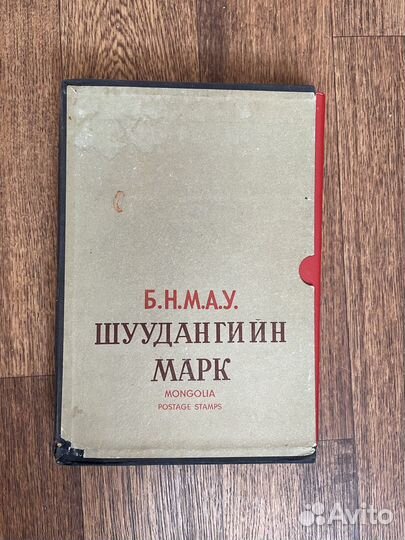 Б.Н.М.А.У.
ШУУДАНГИЙН
МАРК
MONGOLIA
POSTAGE STAMPS
Avito